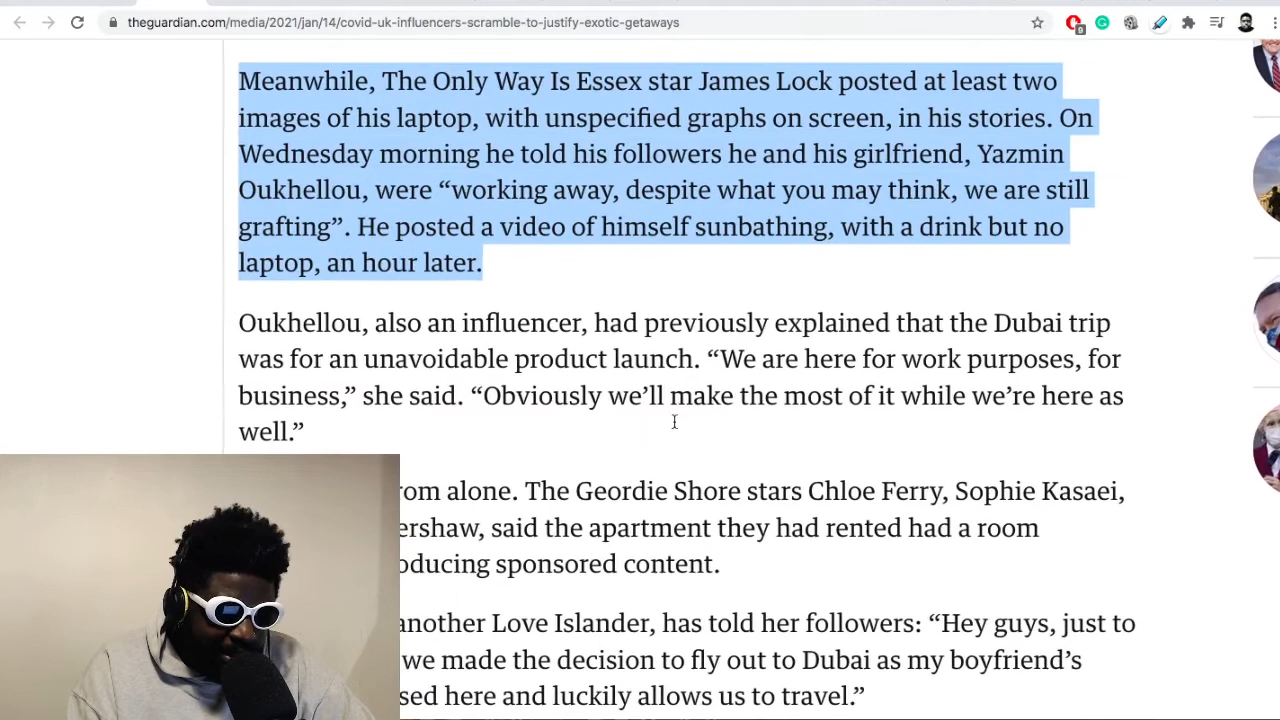 theguardian.com/media/2021/jan/14/covid-uk-influencers-scramble-to-justify-exotic-getaways
9
Meanwhile, The Only Way Is Essex star James Lock posted at least two
images of his laptop, with unspecified graphs on screen, in his stories. On
Wednesday morning he told his followers he and his girlfriend, Yazmin
Oukhellou, were “working away, despite what you may think, we are still
grafting”. He posted a video of himself sunbathing, with a drink but no
laptop, an hour later.
Oukhellou, also an influencer, had previously explained that the Dubai trip
was for an unavoidable product launch. “We are here for work purposes, for
business,” she said. “Obviously we’ll make the most of it while we’re here as
well.”
rom alone. The Geordie Shore stars Chloe Ferry, Sophie Kasaei,
ershaw, said the apartment they had rented had a room
oducing sponsored content.
another Love Islander, has told her followers: “Hey guys, just to
we made the decision to fly out to Dubai as my boyfriend’s
sed here and luckily allows us to travel.”